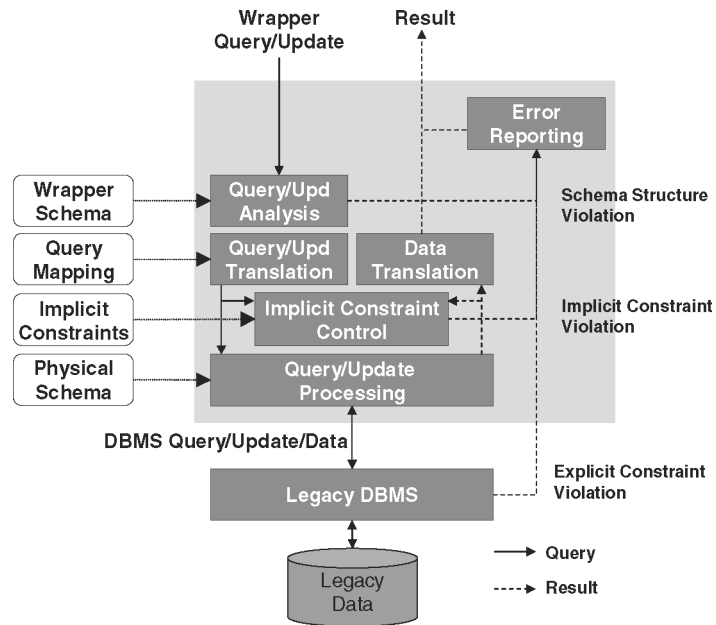 Wrapper
Query/Update
Result
Error
Reporting
Wrapper
Schema
Query/Upd
Analysis
Schema Structure
Violation
Query
Mapping
Query/Upd
Translation
Data
Translation
Implicit
Constraints
Implicit Constraint
Control
Implicit Constraint
Violation
Physical
Schema
Query/Update
Processing
DBMS Query/Update/Data
Legacy DBMS
Explicit Constraint
Violation
Legacy
Data
Query
Result